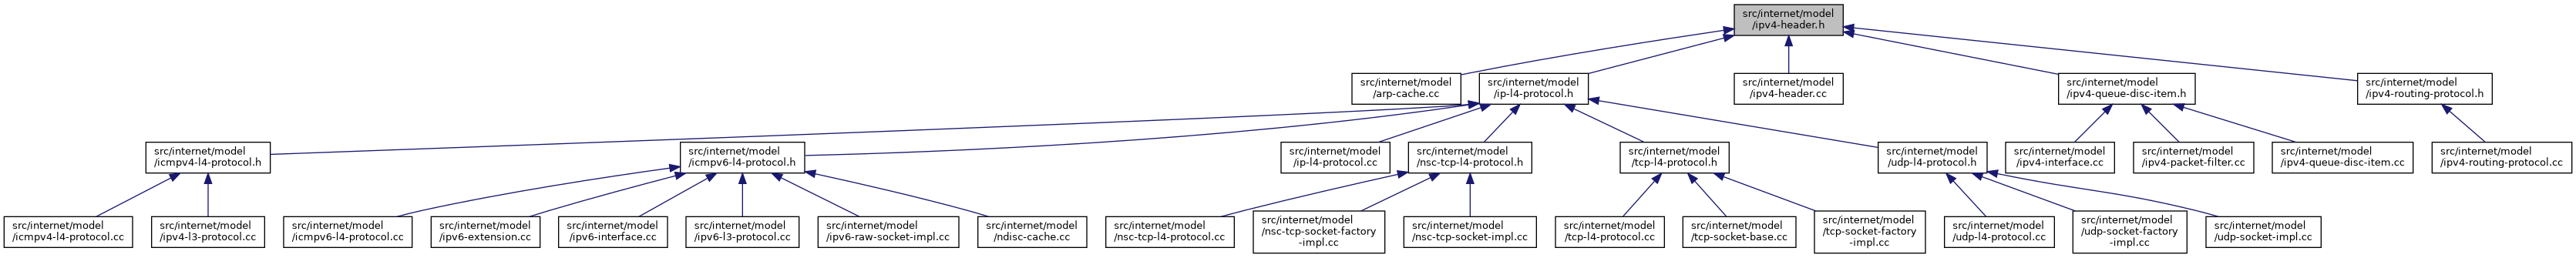 src/internet/model
/ipv4-header.h
src/internet/model
/arp-cache.cc
src/internet/model
/ip-l4-protocol.h
src/internet/model
/ipv4-header.cc
src/internet/model
/ipv4-queue-disc-item.h
src/internet/model
/ipv4-routing-protocol.h
src/internet/model
/icmpv4-l4-protocol.h
src/internet/model
/icmpv6-l4-protocol.h
src/internet/model
/ip-l4-protocol.cc
src/internet/model
/nsc-tcp-l4-protocol.h
src/internet/model
/tcp-l4-protocol.h
src/internet/model
/udp-l4-protocol.h
src/internet/model
/ipv4-interface.cc
src/internet/model
/ipv4-packet-filter.cc
src/internet/model
/ipv4-queue-disc-item.cc
src/internet/model
/ipv4-routing-protocol.cc
src/internet/model
/icmpv4-l4-protocol.cc
src/internet/model
/ipv4-l3-protocol.cc
src/internet/model
/icmpv6-l4-protocol.cc
src/internet/model
/ipv6-extension.cc
src/internet/model
/ipv6-interface.cc
src/internet/model
/ipv6-l3-protocol.cc
src/internet/model
/ipv6-raw-socket-impl.cc
src/internet/model
/ndisc-cache.cc
src/internet/model
/nsc-tcp-l4-protocol.cc
src/internet/model
/nsc-tcp-socket-factory
-impl.cc
src/internet/model
/nsc-tcp-socket-impl.cc
src/internet/model
/tcp-l4-protocol.cc
src/internet/model
/tcp-socket-base.cc
src/internet/model
/tcp-socket-factory
-impl.cc
src/internet/model
/udp-l4-protocol.cc
src/internet/model
/udp-socket-factory
-impl.cc
src/internet/model
/udp-socket-impl.cc